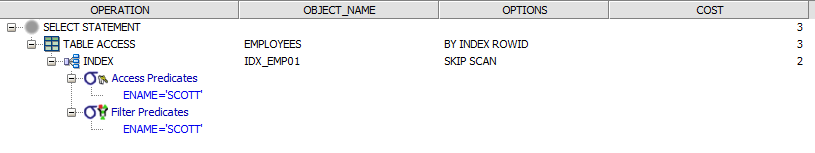 OPERATION OBJECT_NAME OPTIONS COST
SELECT STATEMENT 3
TABLE ACCESS EMPLOYEES BY INDEX ROWID 3
INDEX IDX_EMP01 SKIP SCAN 2
Access Predicates
ENAME='SCOTT'
Filter Predicates
ENAME='SCOTT'